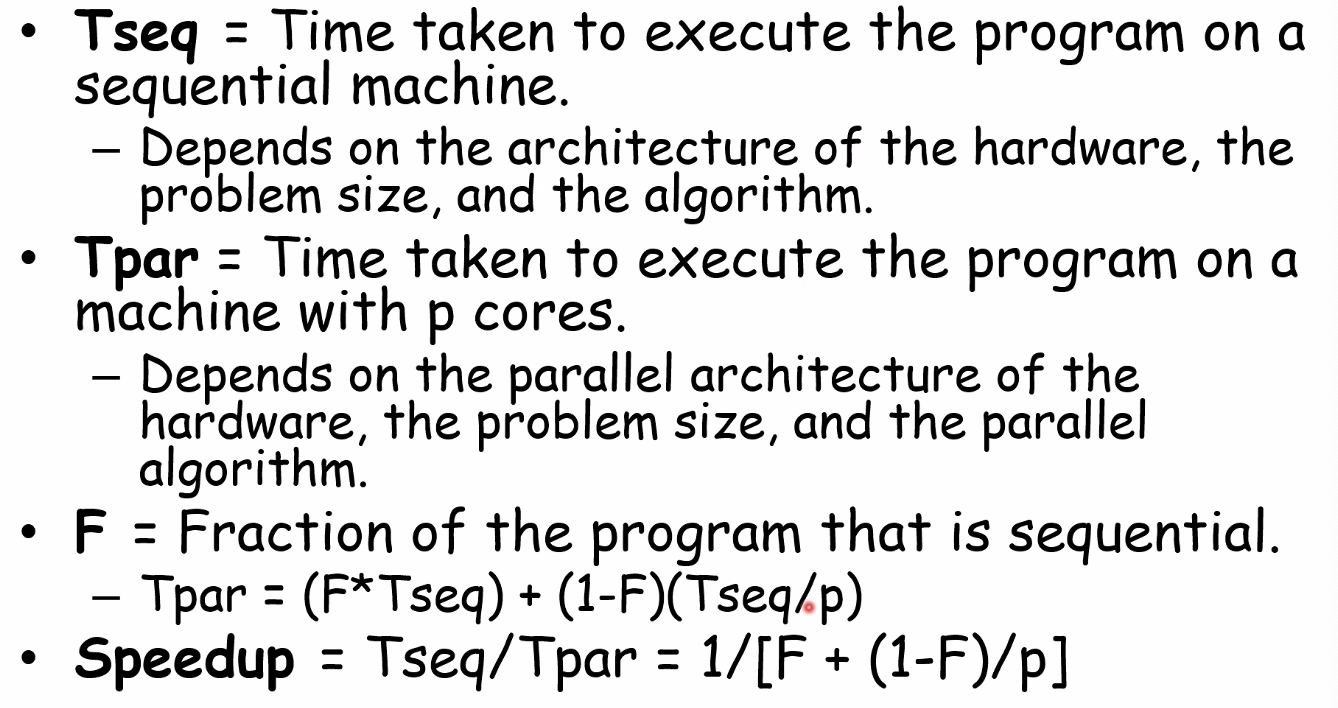 • Tseq = Time taken to execute the program on a
sequential machine.
– Depends on the architecture of the hardware, the
problem size, and the algorithm.
• Tpar = Time taken to execute the program on a
machine with p cores.
– Depends on the parallel architecture of the
hardware, the problem size, and the parallel
algorithm.
• F = Fraction of the program that is sequential.
– Tpar = (F*Tseq) + (1-F)(Tseq/p)
• Speedup = Tseq/Tpar = 1/[F + (1-F)/p]